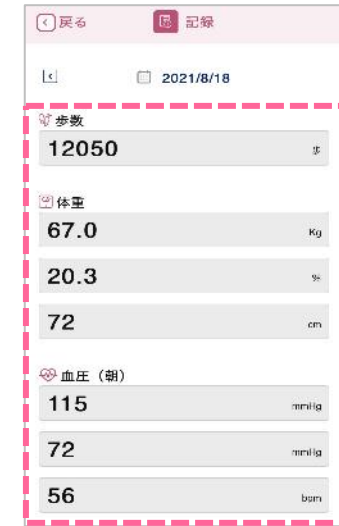 戻る 記録
2021/8/18
歩数
12050 歩
体重
67.0 Kg
20.3 %
72 cm
血圧（朝）
115 mmHg
72 mmHg
56 bpm